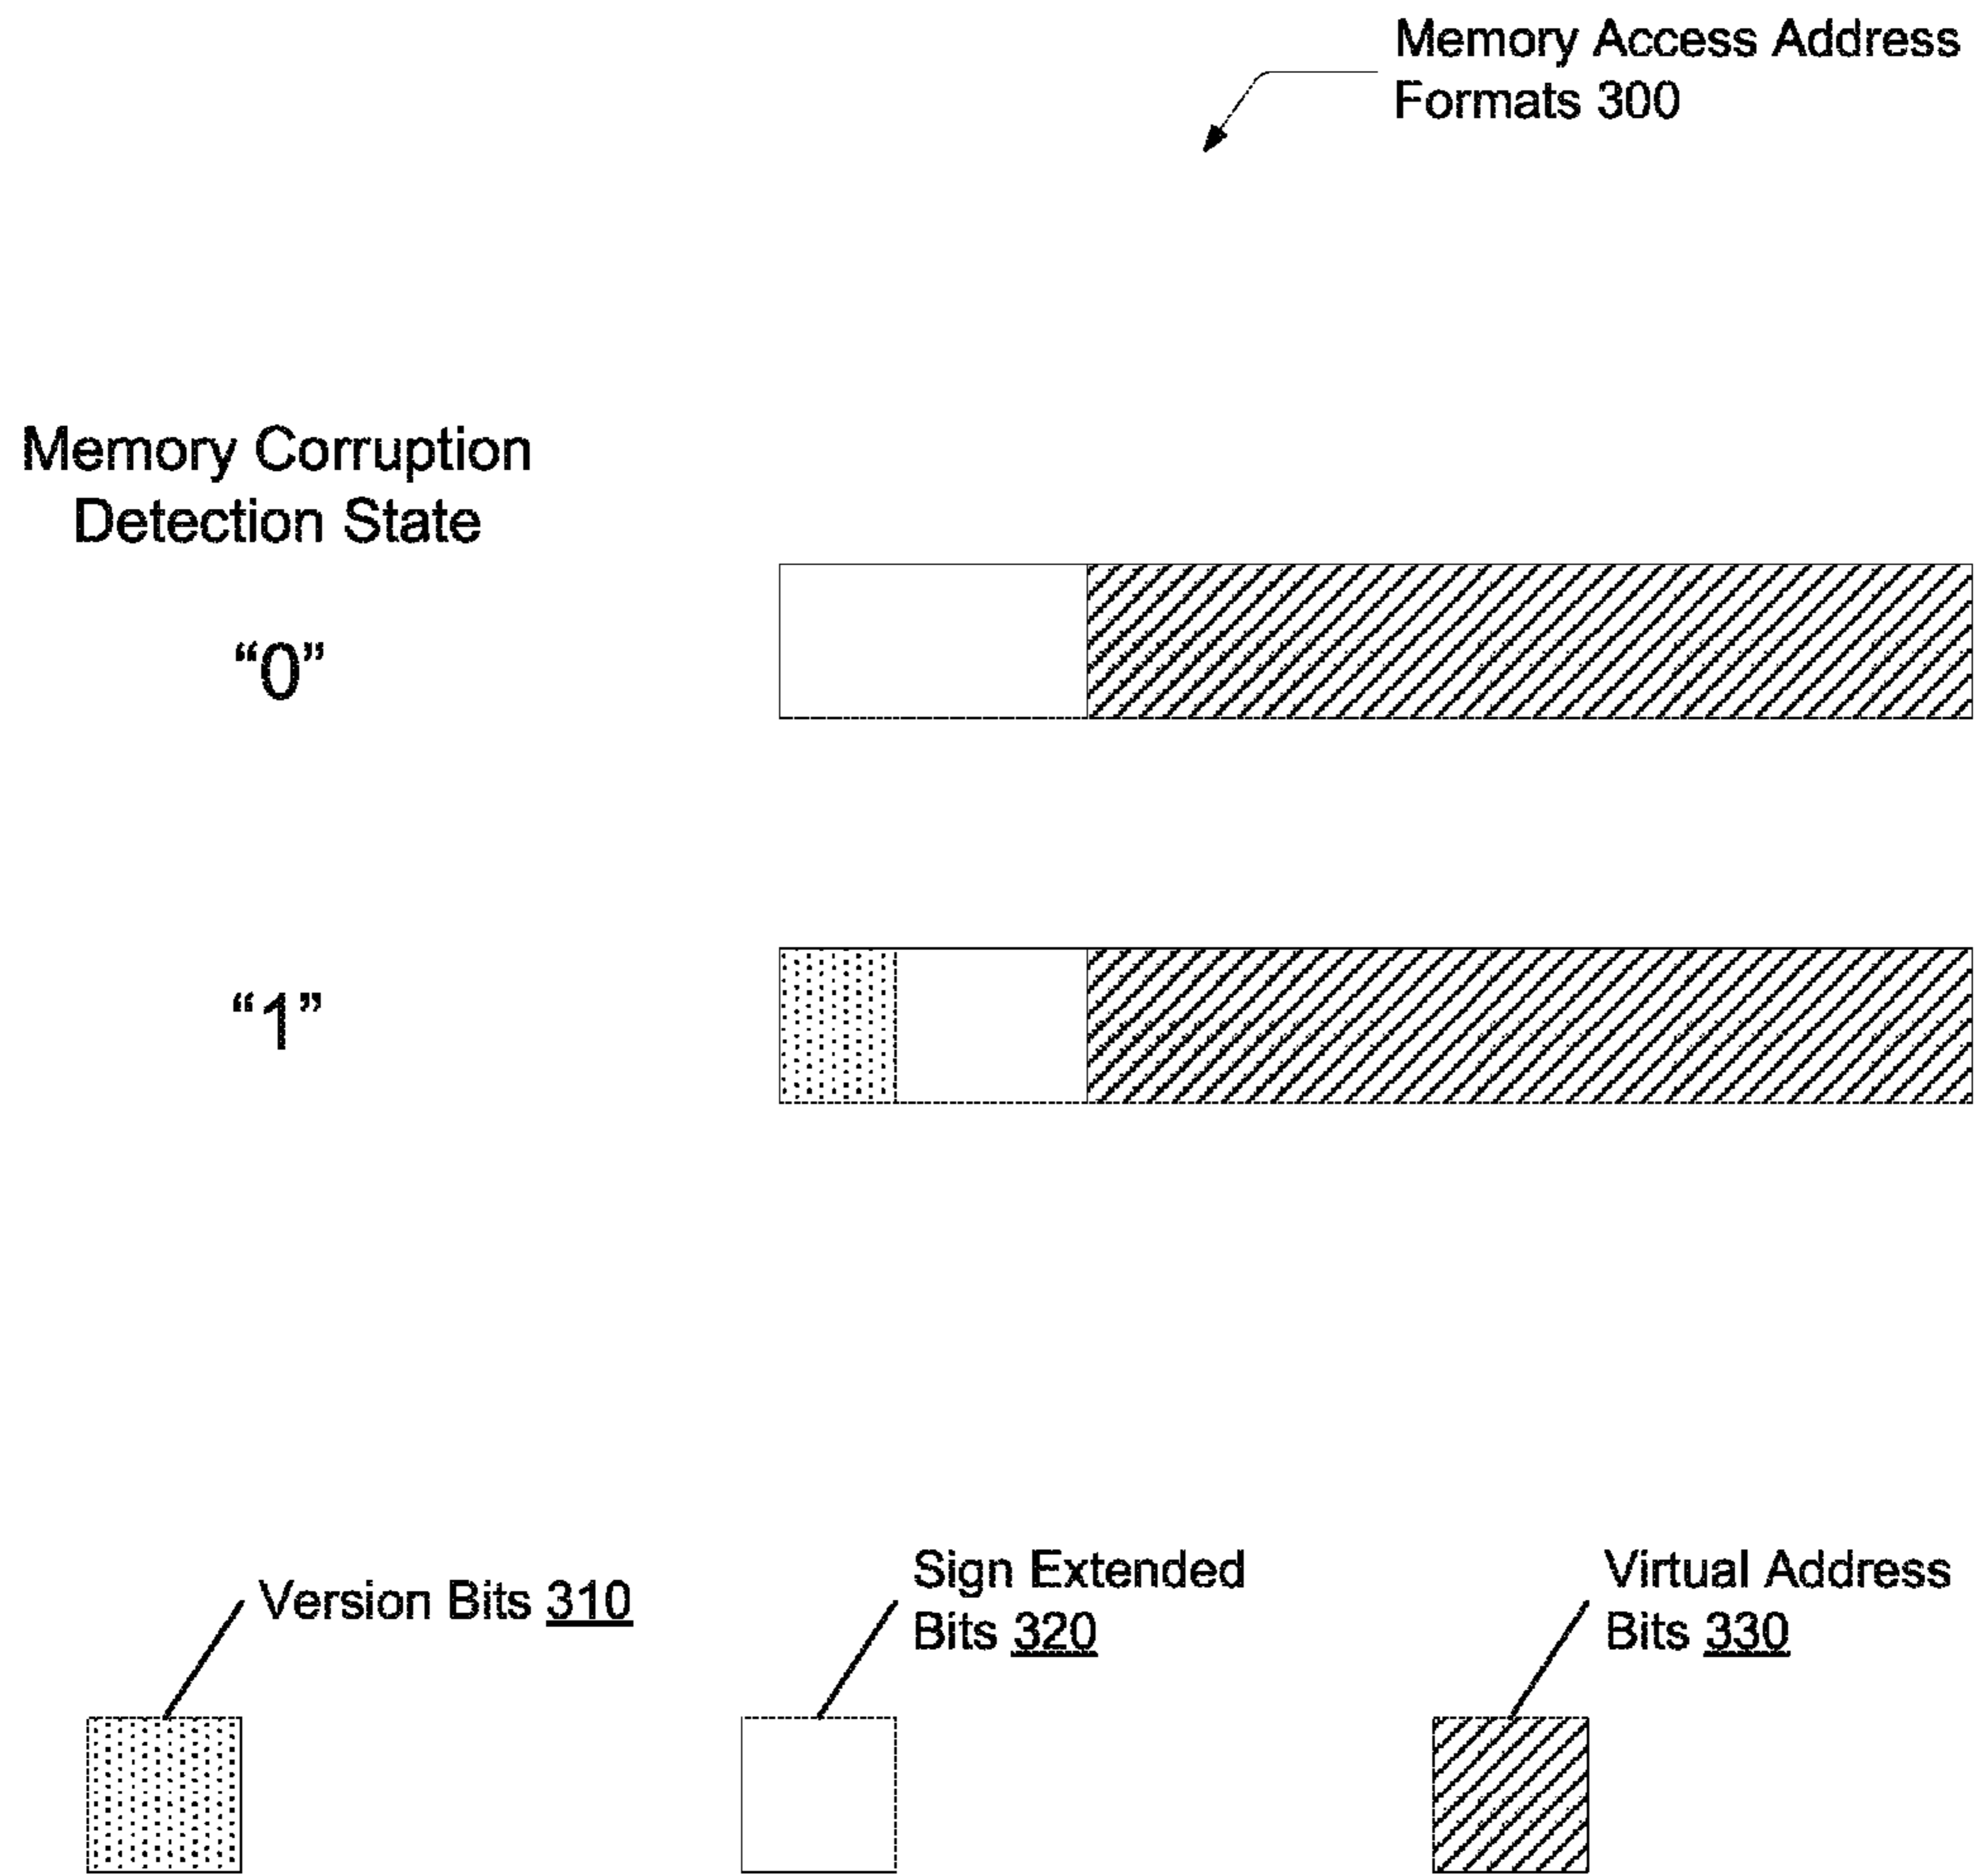 Memory Access Address
Formats 300
Memory Corruption
Detection State
“0”
“1”
Version Bits 310
Sign Extended
Bits 320
Virtual Address
Bits 330